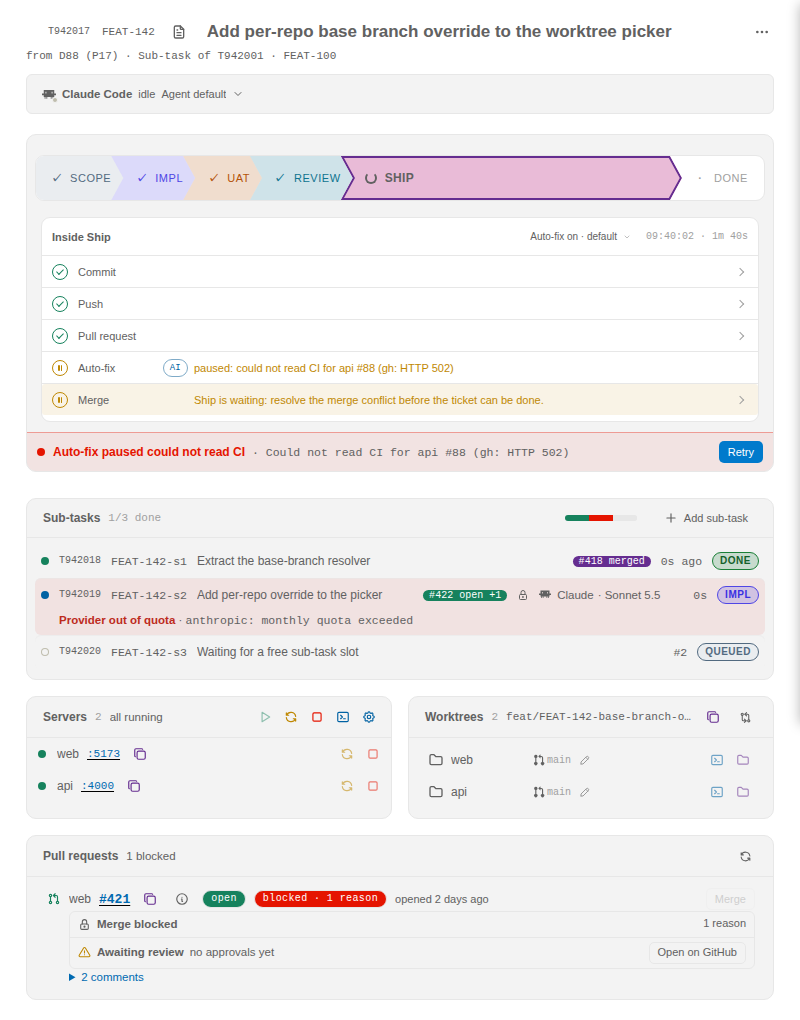 T942017 FEAT-142 Add per-repo base branch override to the worktree picker
from D88 (P17) · Sub-task of T942001 · FEAT-100
Claude Code idle Agent default
SCOPE IMPL UAT REVIEW SHIP · DONE
Inside Ship Auto-fix on · default 09:40:02 · 1m 40s
Commit
Push
Pull request
Auto-fix AI paused: could not read CI for api #88 (gh: HTTP 502)
Merge Ship is waiting: resolve the merge conflict before the ticket can be done.
Auto-fix paused could not read CI · Could not read CI for api #88 (gh: HTTP 502) Retry
Sub-tasks 1/3 done Add sub-task
T942018 FEAT-142-s1 Extract the base-branch resolver #418 merged 0s ago DONE
T942019 FEAT-142-s2 Add per-repo override to the picker #422 open +1 Claude · Sonnet 5.5 0s IMPL
Provider out of quota · anthropic: monthly quota exceeded
T942020 FEAT-142-s3 Waiting for a free sub-task slot #2 QUEUED
Servers 2 all running
web :5173
api :4000
Worktrees 2 feat/FEAT-142-base-branch-o…
web main
api main
Pull requests 1 blocked
web #421 open blocked · 1 reason opened 2 days ago Merge
Merge blocked 1 reason
Awaiting review no approvals yet Open on GitHub
2 comments